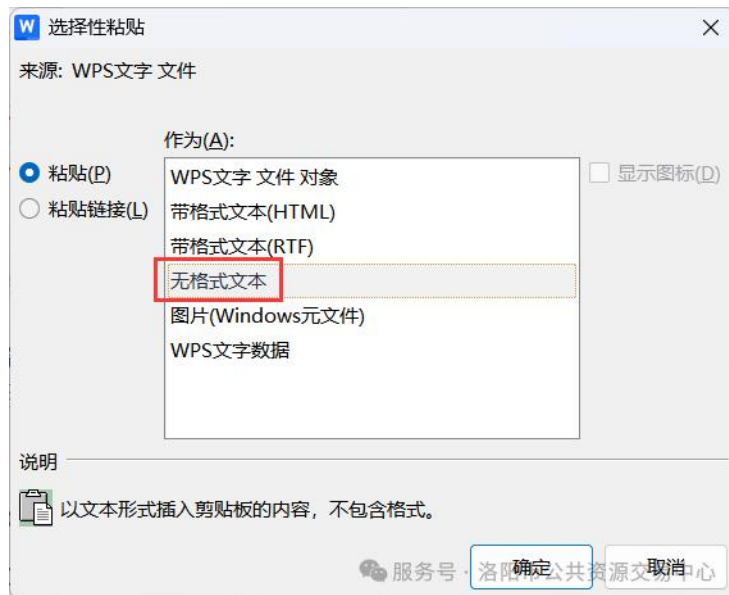 W 选择性粘贴
来源: WPS文字 文件
作为(A):
粘贴(P)
粘贴链接(L)
WPS文字 文件 对象
带格式文本(HTML)
带格式文本(RTF)
无格式文本
图片(Windows元文件)
WPS文字数据
显示图标(D)
说明
以文本形式插入剪贴板的内容，不包含格式。
确定
取消
服务号 · 洛阳市公共资源交易中心